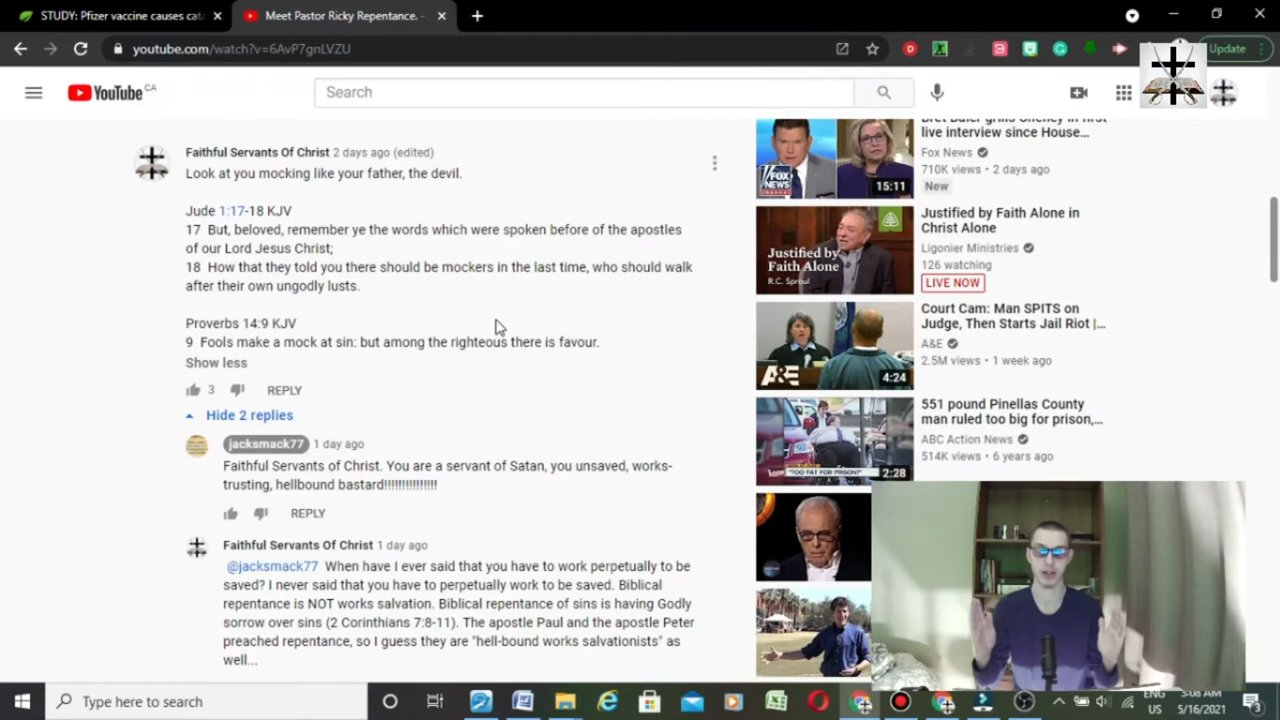 STUDY: Pfizer vaccine causes cata
Meet Pastor Ricky Repentance. -
youtube.com/watch?v=6AvP7gnLVZU
Update
YouTube CA
Search
Faithful Servants Of Christ 2 days ago (edited)
Look at you mocking like your father, the devil.
Jude 1:17-18 KJV
17 But, beloved, remember ye the words which were spoken before of the apostles
of our Lord Jesus Christ;
18 How that they told you there should be mockers in the last time, who should walk
after their own ungodly lusts.
Proverbs 14:9 KJV
9 Fools make a mock at sin: but among the righteous there is favour.
Show less
3 REPLY
Hide 2 replies
jacksmack77 1 day ago
Faithful Servants of Christ. You are a servant of Satan, you unsaved, works-
trusting, hellbound bastard!!!!!!!!!!!!!!!
REPLY
Faithful Servants Of Christ 1 day ago
@jacksmack77 When have I ever said that you have to work perpetually to be
saved? I never said that you have to perpetually work to be saved. Biblical
repentance is NOT works salvation. Biblical repentance of sins is having Godly
sorrow over sins (2 Corinthians 7:8-11). The apostle Paul and the apostle Peter
preached repentance, so I guess they are "hell-bound works salvationists" as
well...
Bret Baier grills Cheney in first
live interview since House...
Fox News
710K views • 2 days ago
New
FOX NEWS
15:11
Justified by Faith Alone in
Christ Alone
Ligonier Ministries
126 watching
LIVE NOW
Justified by
Faith Alone
R.C. Sproul
Court Cam: Man SPITS on
Judge, Then Starts Jail Riot |...
A&E
2.5M views • 1 week ago
A&E
4:24
551 pound Pinellas County
man ruled too big for prison,...
ABC Action News
514K views • 6 years ago
"TOO FAT FOR PRISON?"
2:28
Type here to search
ENG
US
3:08 AM
5/16/2021
3